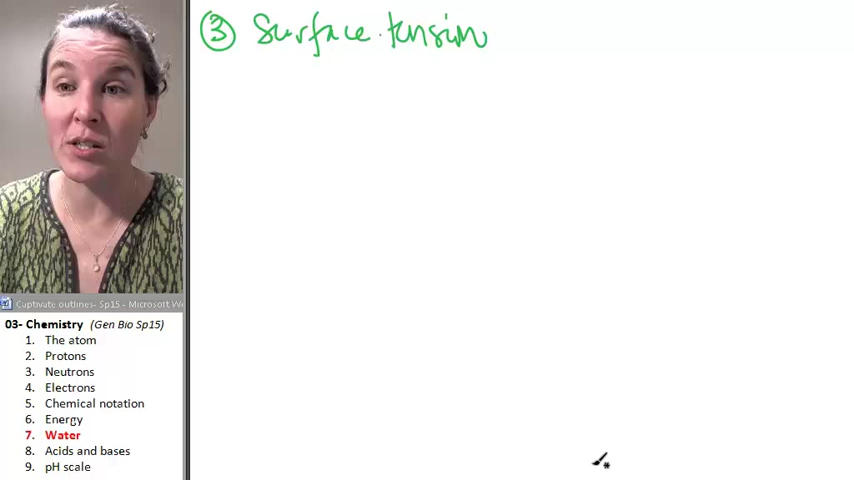 ③ Surface tension
Captivate outlines- Sp15 - Microsoft W
03- Chemistry (Gen Bio Sp15)
1. The atom
2. Protons
3. Neutrons
4. Electrons
5. Chemical notation
6. Energy
7. Water
8. Acids and bases
9. pH scale